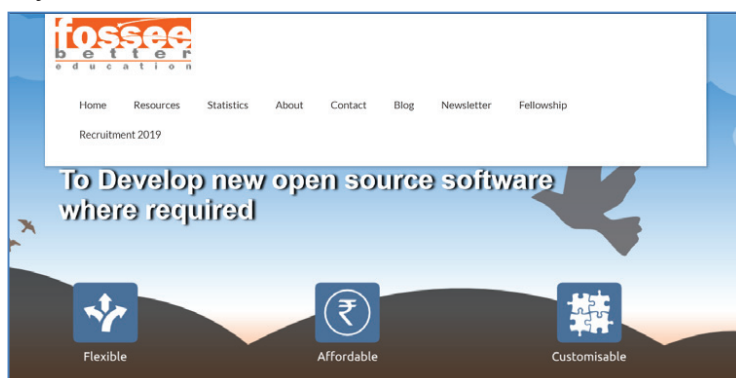 fossee
better
education
Home Resources Statistics About Contact Blog Newsletter Fellowship
Recruitment 2019
To Develop new open source software
where required
Flexible Affordable Customisable